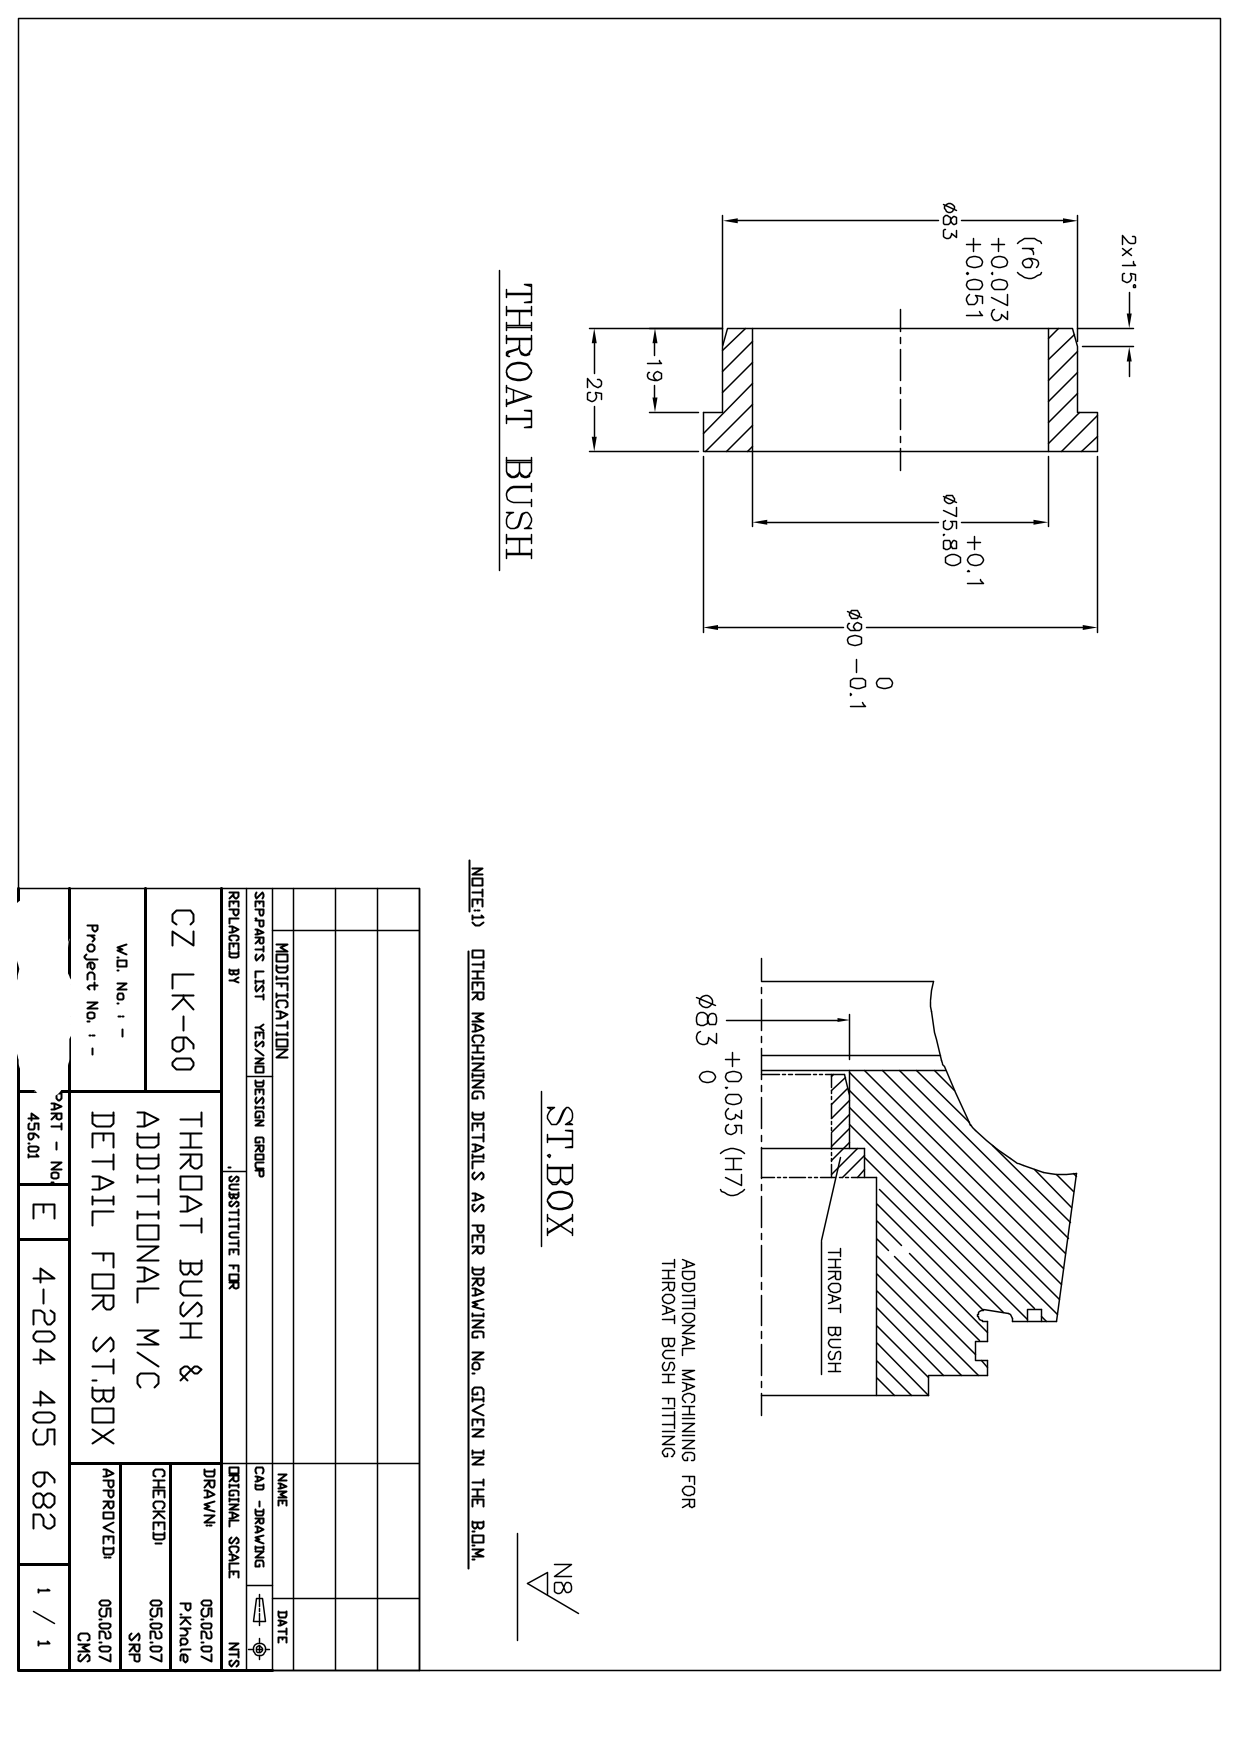 2x15°
(r6)
+0.073
+0.051
ø83
+0.1
ø75.80
0
ø90 -0.1
19
25
THROAT BUSH
ø83
+0.035 (H7)
0
THROAT BUSH
ADDITIONAL MACHINING FOR
THROAT BUSH FITTING
ST.BOX
N8
NOTE:1) OTHER MACHINING DETAILS AS PER DRAWING No. GIVEN IN THE B.O.M.
MODIFICATION
NAME
DATE
SEP.PARTS LIST YES/NO
DESIGN GROUP
CAD -DRAWING
REPLACED BY
SUBSTITUTE FOR
ORIGINAL SCALE NTS
CZ LK-60
THROAT BUSH &
ADDITIONAL M/C
DETAIL FOR ST.BOX
DRAWN: 05.02.07
P.Khale
CHECKED: 05.02.07
SRP
APPROVED: 05.02.07
CMS
W.O. No. : -
Project No. : -
PART - No.
456.01
E
4-204 405 682
1 / 1